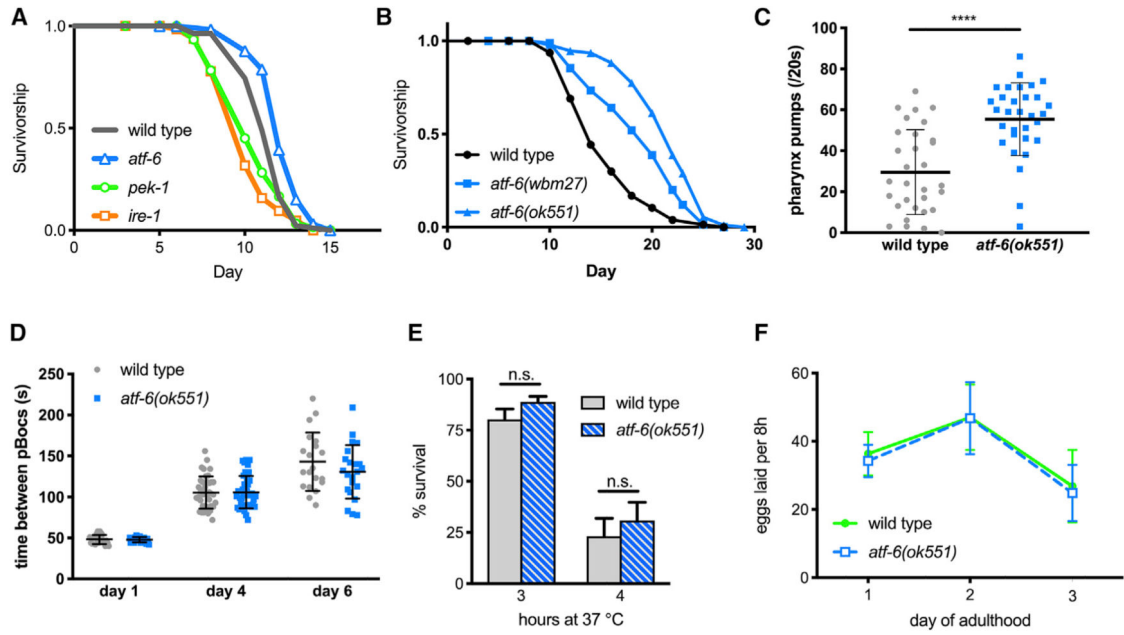 A
Survivorship
1.0
0.5
0.0
0
5
10
15
Day
wild type
atf-6
pek-1
ire-1
B
Survivorship
1.0
0.5
0.0
0
10
20
30
Day
wild type
atf-6(wbm27)
atf-6(ok551)
C
pharynx pumps (/20s)
100
80
60
40
20
0
****
wild type
atf-6(ok551)
D
time between pBocs (s)
250
200
150
100
50
0
wild type
atf-6(ok551)
day 1
day 4
day 6
E
% survival
100
75
50
25
0
n.s.
n.s.
wild type
atf-6(ok551)
3
4
hours at 37 °C
F
eggs laid per 8h
60
40
20
0
wild type
atf-6(ok551)
1
2
3
day of adulthood